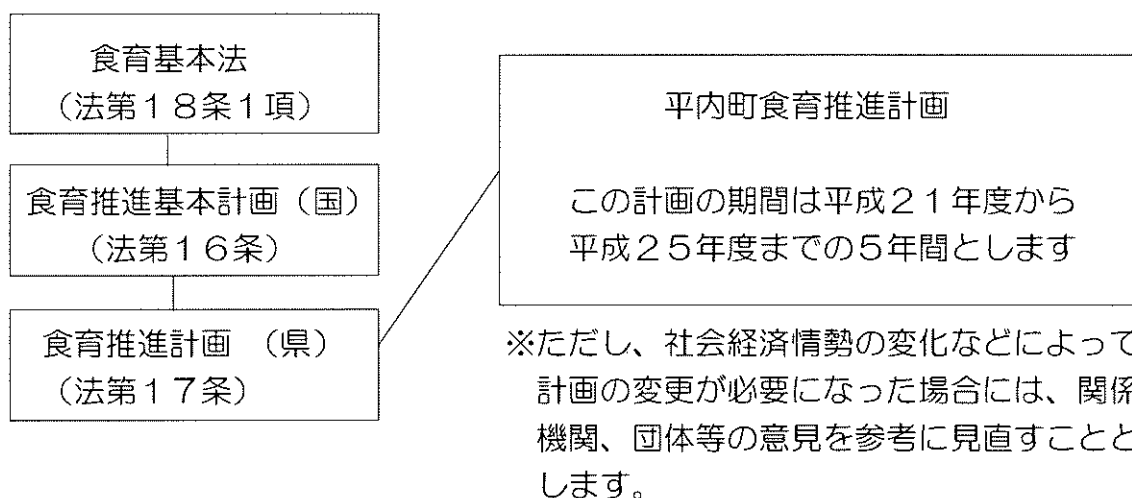 食育基本法
（法第１８条１項）
食育推進基本計画（国）
（法第１６条）
食育推進計画　（県）
（法第１７条）
平内町食育推進計画
この計画の期間は平成２１年度から
平成２５年度までの５年間とします
※ただし、社会経済情勢の変化などによって
計画の変更が必要になった場合には、関係
機関、団体等の意見を参考に見直すことと
します。